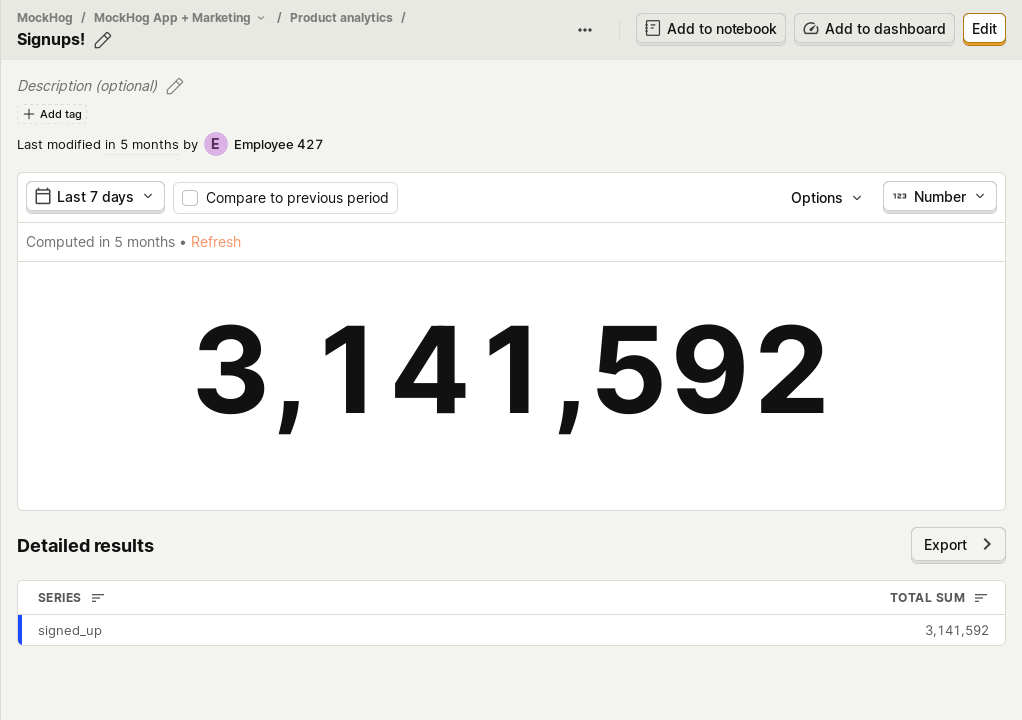 MockHog / MockHog App + Marketing / Product analytics /
Signups!
Add to notebook
Add to dashboard
Edit
Description (optional)
Add tag
Last modified in 5 months by E Employee 427
Last 7 days
Compare to previous period
Options
123 Number
Computed in 5 months • Refresh
3,141,592
Detailed results
Export
SERIES
TOTAL SUM
signed_up
3,141,592